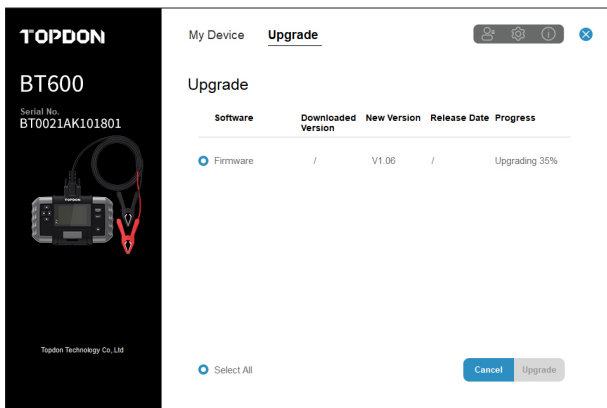 TOPDON
My Device Upgrade
BT600
Serial No.
BT0021AK101801
Upgrade
Software Downloaded Version New Version Release Date Progress
Firmware / V1.06 / Upgrading 35%
TOPDON
Topdon Technology Co,.Ltd
Select All
Cancel Upgrade